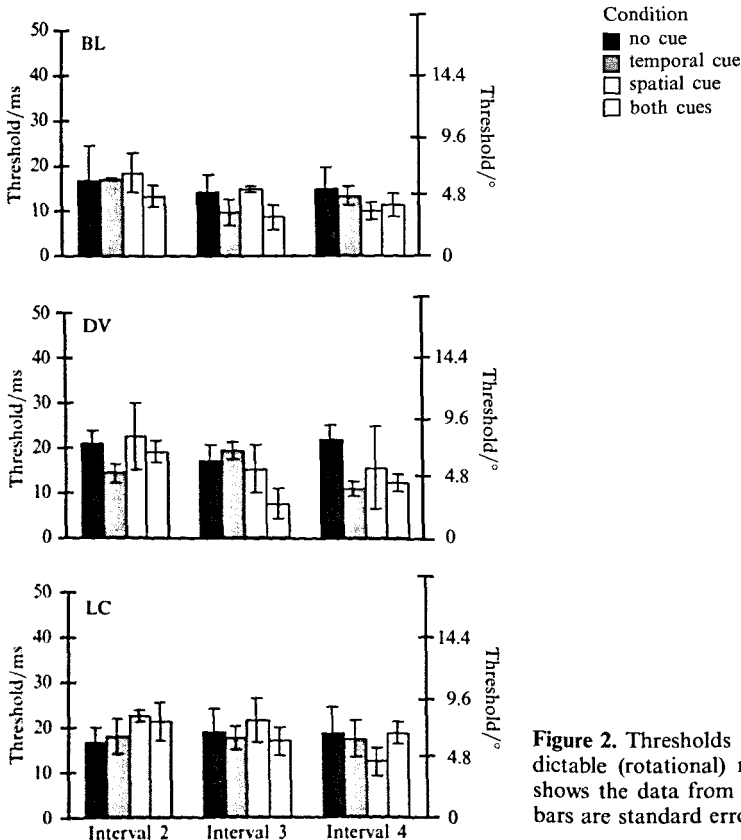 Condition
no cue
temporal cue
spatial cue
both cues
BL
50
40
30
20
10
0
Threshold/ms
14.4
9.6
4.8
0
Threshold/°
DV
50
40
30
20
10
0
Threshold/ms
14.4
9.6
4.8
0
Threshold/°
LC
50
40
30
20
10
0
Threshold/ms
14.4
9.6
4.8
0
Threshold/°
Interval 2 Interval 3 Interval 4
Figure 2. Thresholds
dictable (rotational)
shows the data from
bars are standard